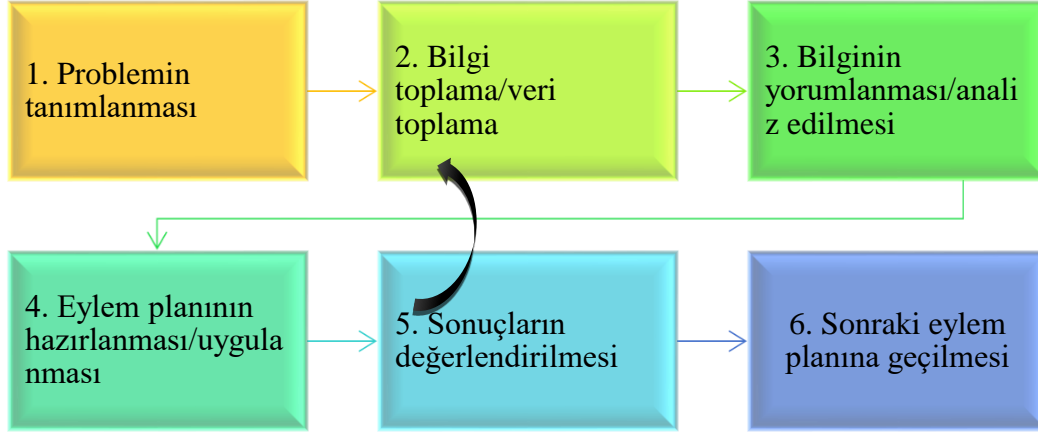 1. Problemin
tanımlanması
2. Bilgi
toplama/veri
toplama
3. Bilginin
yorumlanması/anali
z edilmesi
4. Eylem planının
hazırlanması/uygula
nması
5. Sonuçların
değerlendirilmesi
6. Sonraki eylem
planına geçilmesi